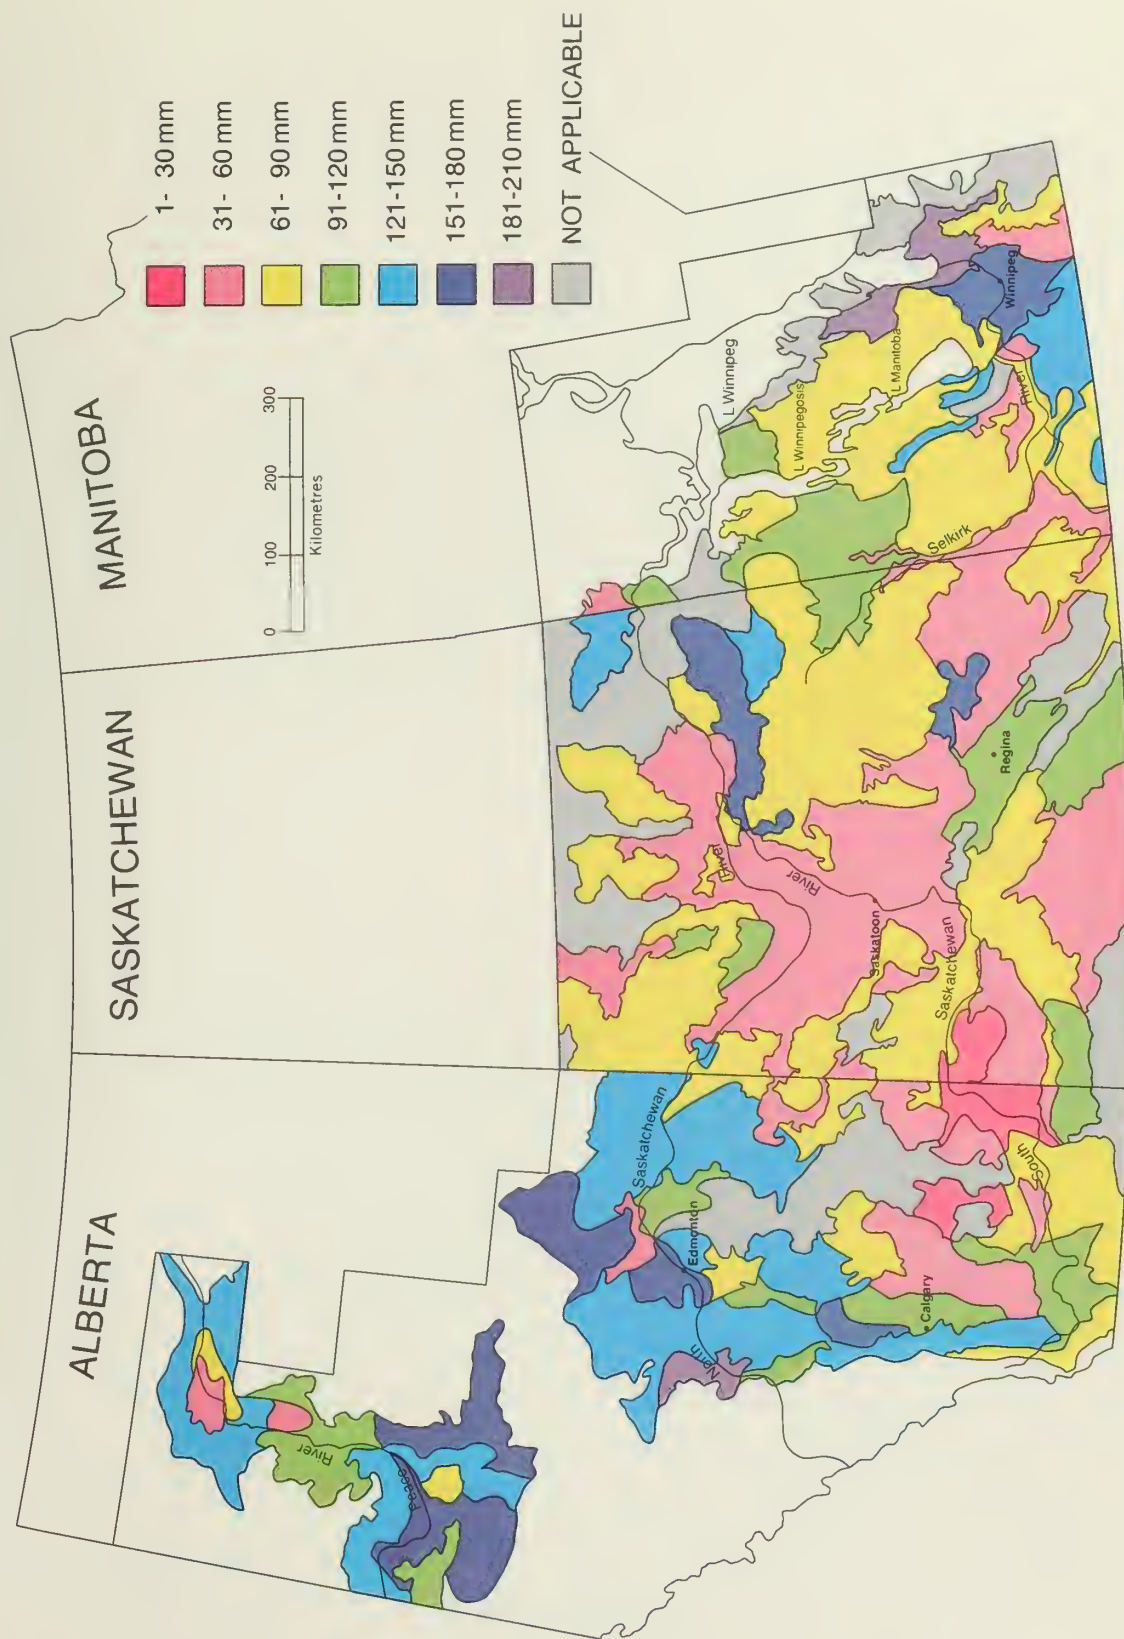 ALBERTA
SASKATCHEWAN
MANITOBA
0 100 200 300
Kilometres
1- 30 mm
31- 60 mm
61- 90 mm
91-120 mm
121-150 mm
151-180 mm
181-210 mm
NOT APPLICABLE
River
Peace
North
Saskatchewan
Edmonton
Calgary
South
River
River
Saskatoon
Saskatchewan
Regina
Selkirk
L Winnipeg
L Winnipegosis
L Manitoba
River
Winnipeg